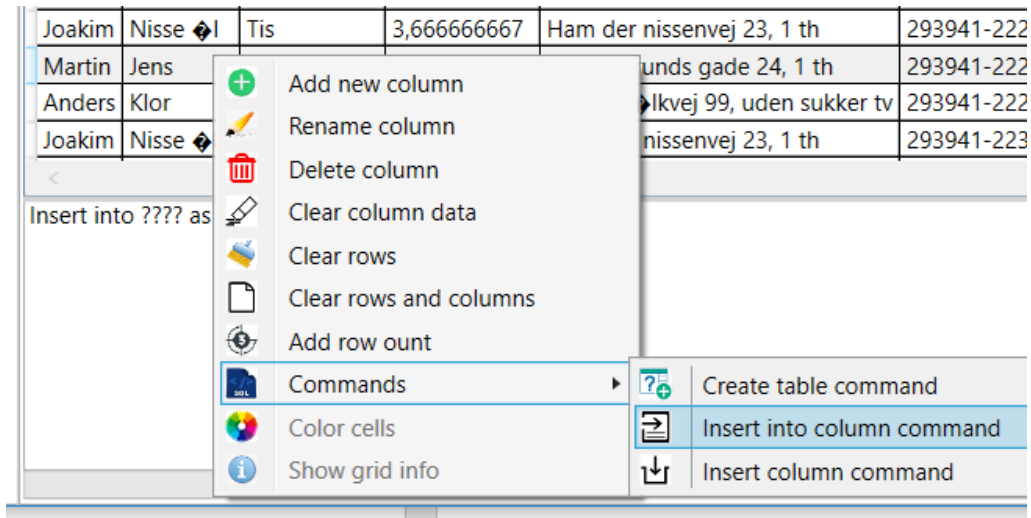 Joakim Nisse �l Tis 3,666666667 Ham der nissenvej 23, 1 th 293941-222
Martin Jens unds gade 24, 1 th 293941-222
Anders Klor �lkvej 99, uden sukker tv 293941-222
Joakim Nisse � nissenvej 23, 1 th 293941-223
Insert into ???? as
Add new column
Rename column
Delete column
Clear column data
Clear rows
Clear rows and columns
Add row ount
Commands
Color cells
Show grid info
Create table command
Insert into column command
Insert column command